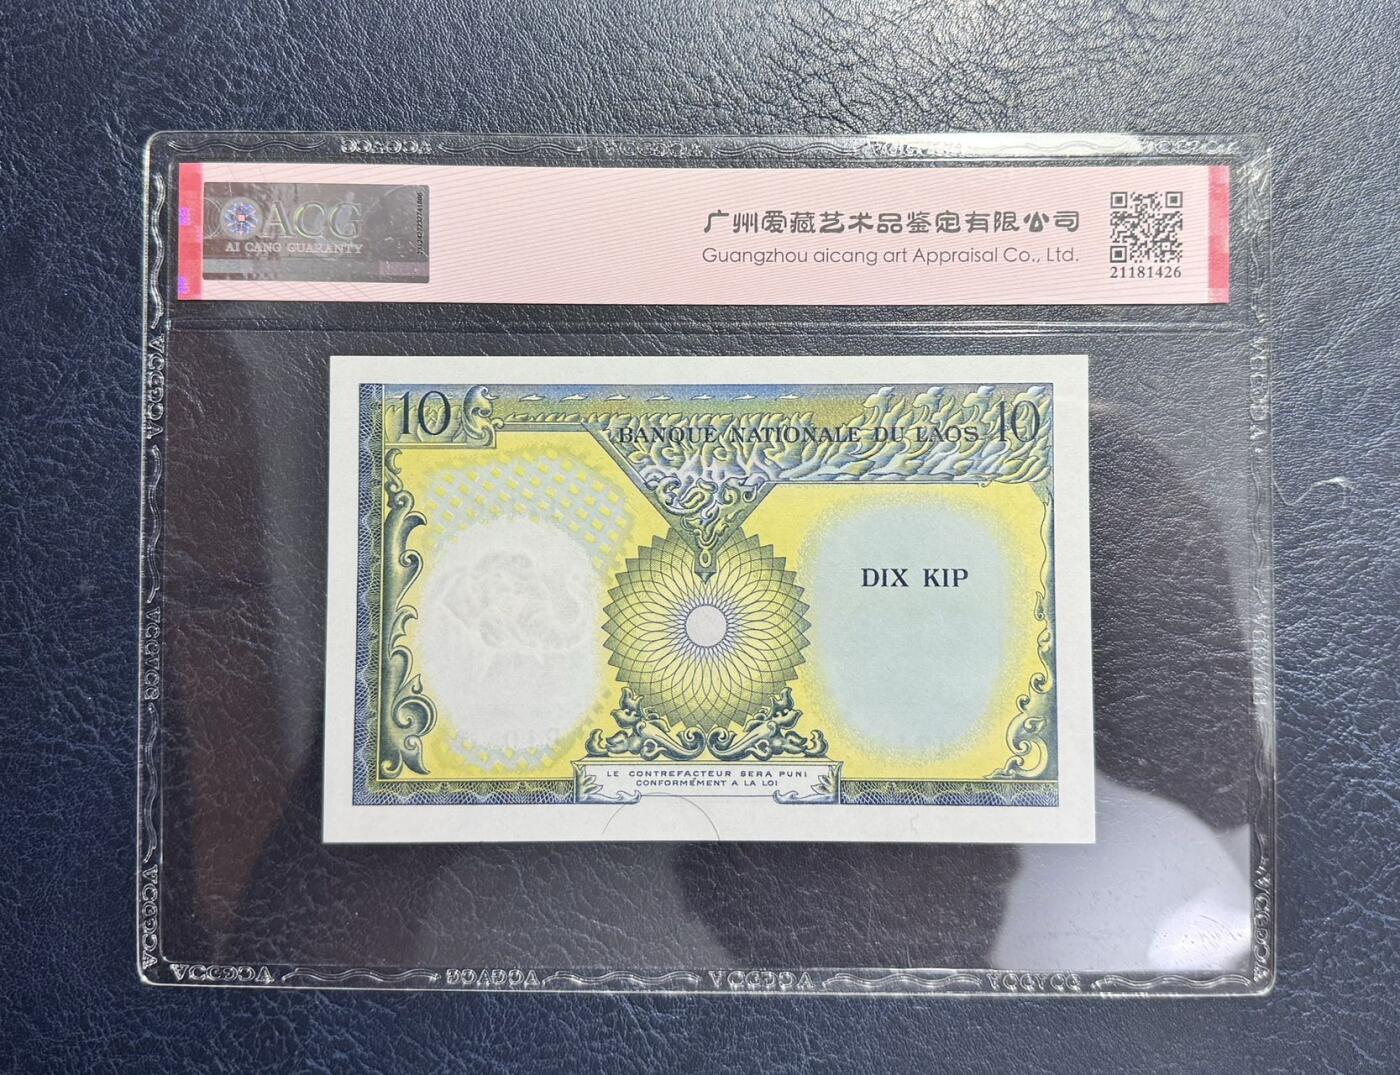 ACG
AI CANG GUARANTY
广州爱藏艺术品鉴定有限公司
Guangzhou aicang art Appraisal Co., Ltd.
21181426
10
BANQUE NATIONALE DU LAOS
10
DIX KIP
LE CONTREFACTEUR SERA PUNI
CONFORMÉMENT A LA LOI